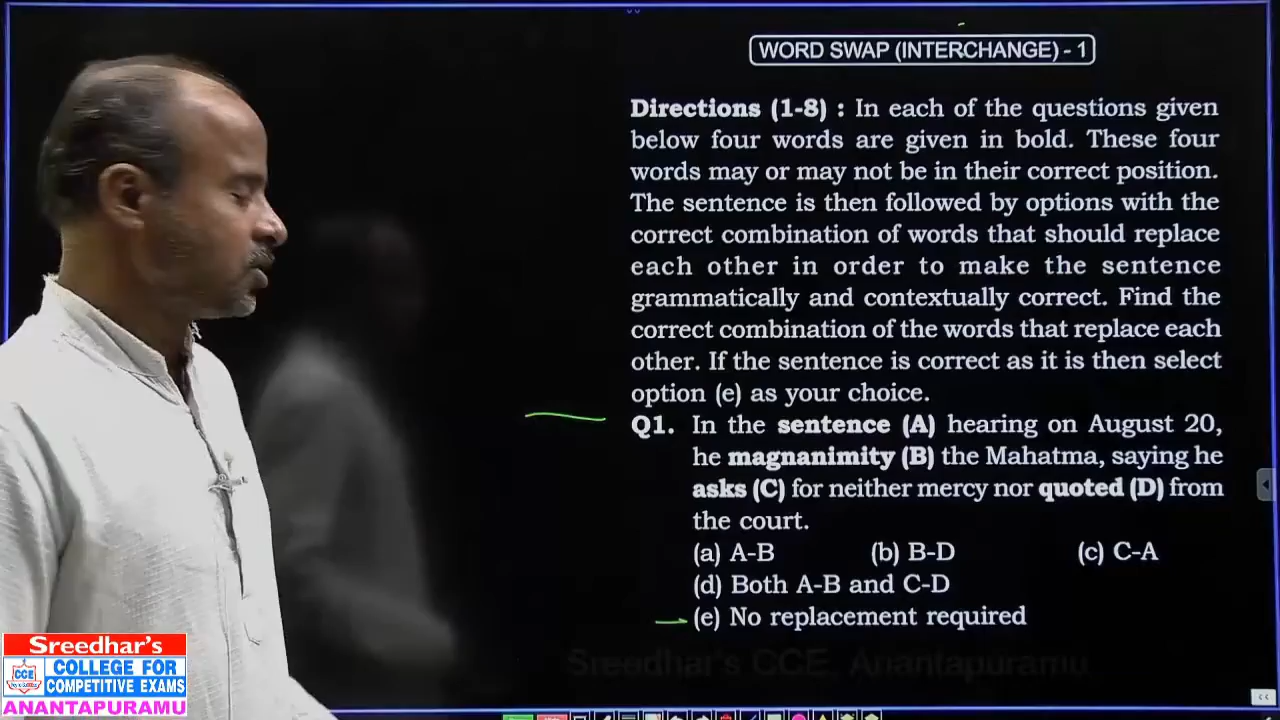 WORD SWAP (INTERCHANGE) - 1
Directions (1-8) : In each of the questions given
below four words are given in bold. These four
words may or may not be in their correct position.
The sentence is then followed by options with the
correct combination of words that should replace
each other in order to make the sentence
grammatically and contextually correct. Find the
correct combination of the words that replace each
other. If the sentence is correct as it is then select
option (e) as your choice.
Q1. In the sentence (A) hearing on August 20,
he magnanimity (B) the Mahatma, saying he
asks (C) for neither mercy nor quoted (D) from
the court.
(a) A-B (b) B-D (c) C-A
(d) Both A-B and C-D
(e) No replacement required
Sreedhar CCE Anantapuramu
Sreedhar's
CCE
COLLEGE FOR
COMPETITIVE EXAMS
ANANTAPURAMU